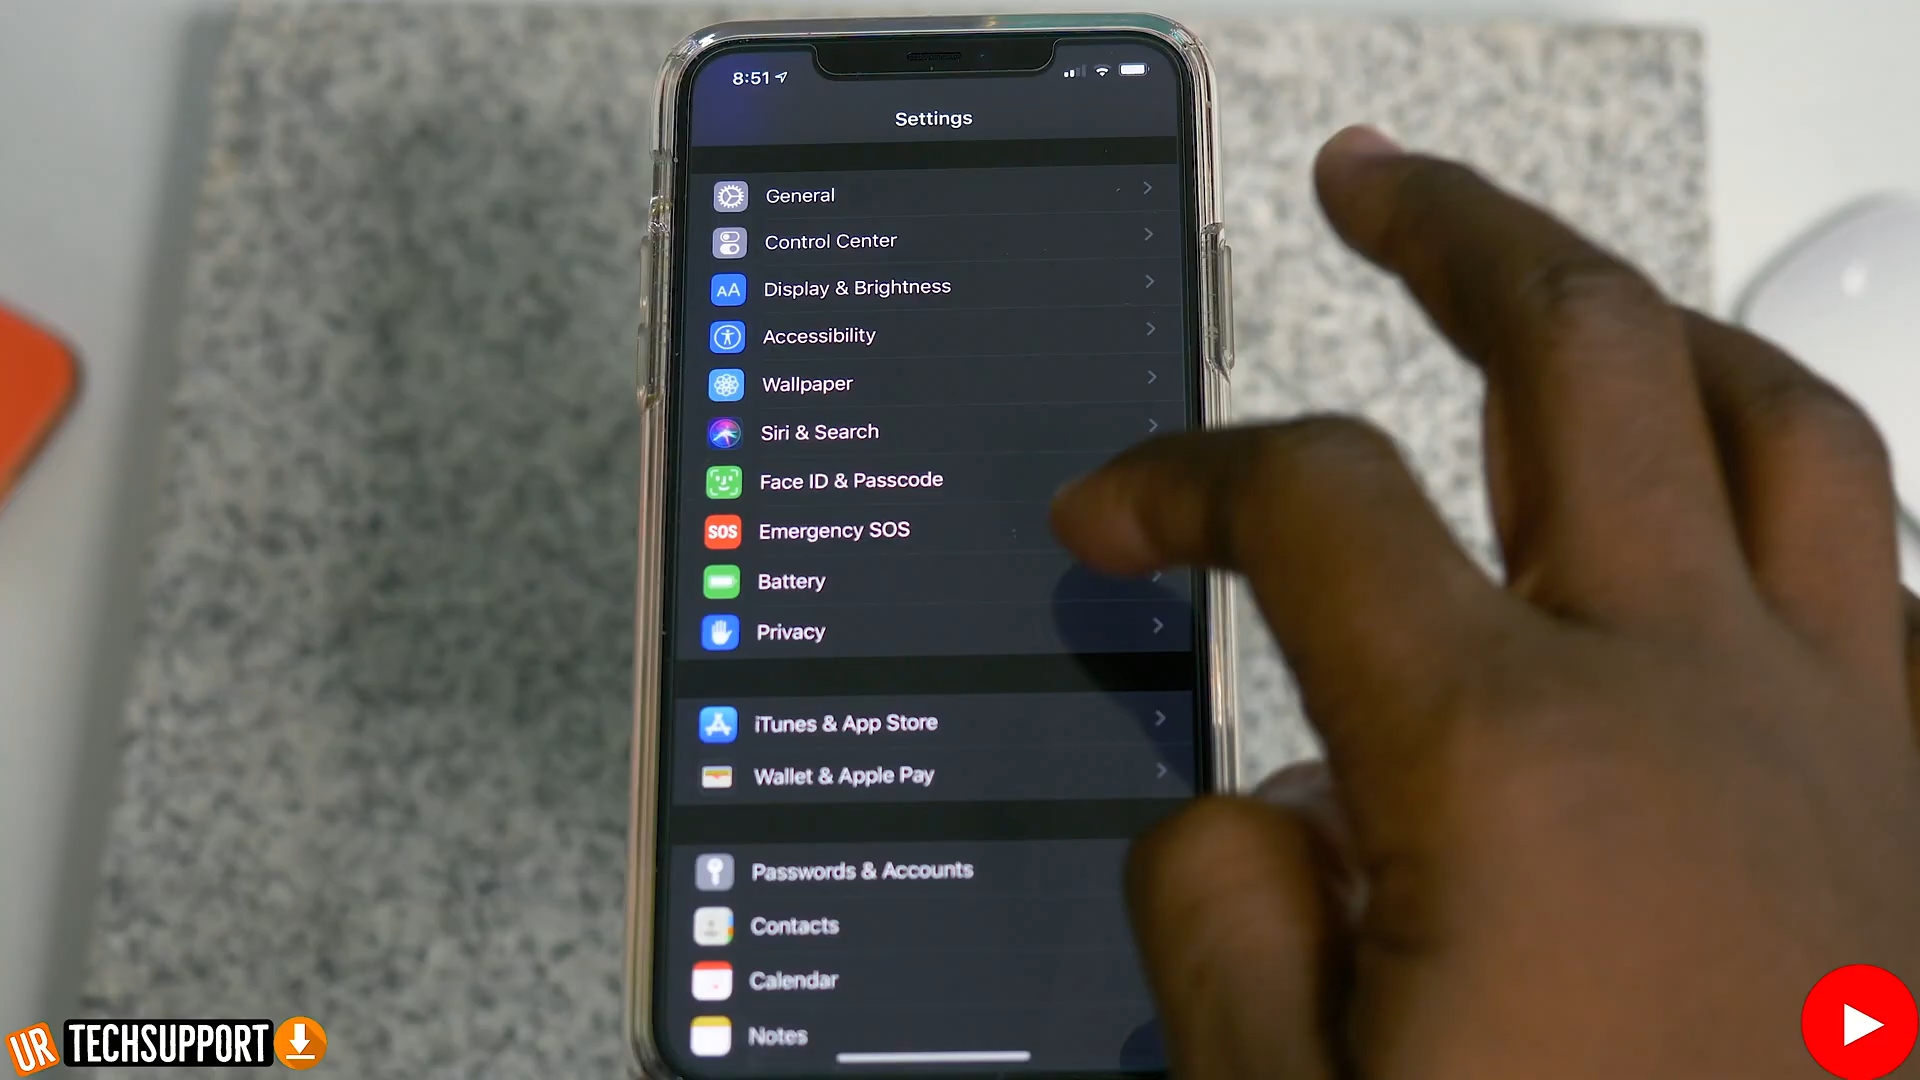 8:51
Settings
General
Control Center
AA Display & Brightness
Accessibility
Wallpaper
Siri & Search
Face ID & Passcode
SOS Emergency SOS
Battery
Privacy
iTunes & App Store
Wallet & Apple Pay
Passwords & Accounts
Contacts
Calendar
Notes
UR TECHSUPPORT